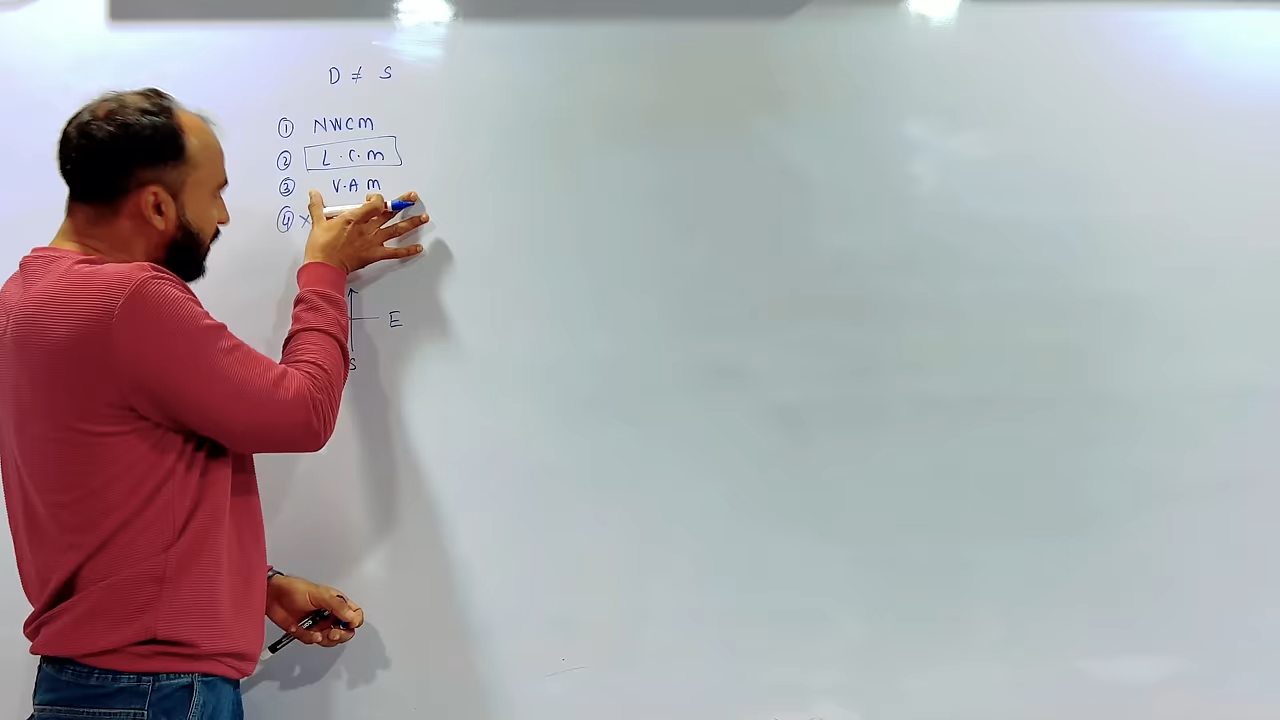 D ≠ S
① NWCM
② L.C.M
③ V.A M
④ ×
E
S